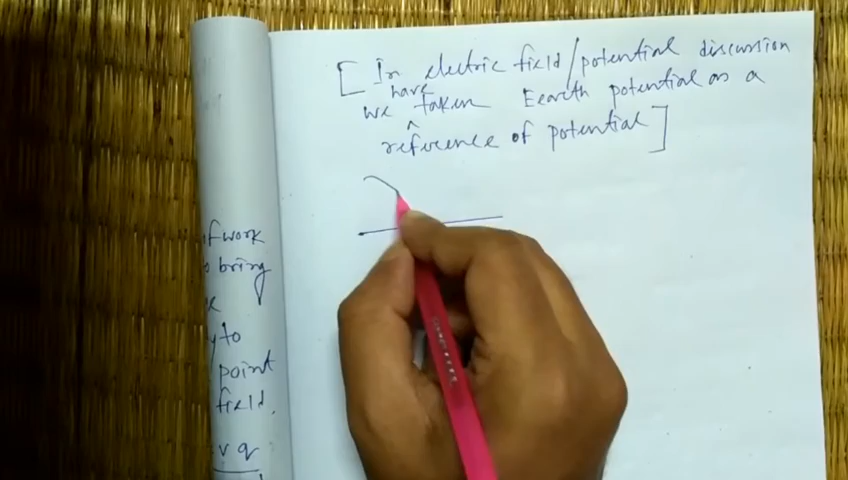 [ In electric field/potential discussion
we have taken Eearth potential as a
reference of potential ]
of work
o bring
y to
point
field.
v q